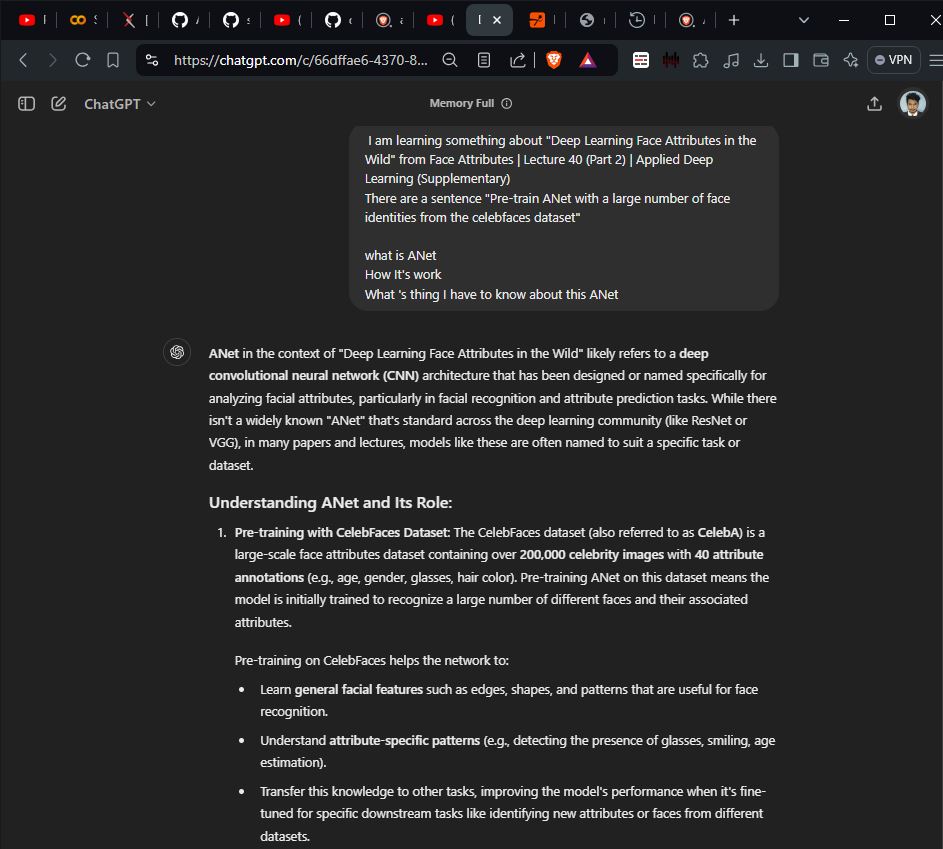 https://chatgpt.com/c/66dffae6-4370-8...
VPN
ChatGPT
Memory Full
I am learning something about "Deep Learning Face Attributes in the
Wild" from Face Attributes | Lecture 40 (Part 2) | Applied Deep
Learning (Supplementary)
There are a sentence "Pre-train ANet with a large number of face
identities from the celebfaces dataset"
what is ANet
How It's work
What 's thing I have to know about this ANet
ANet in the context of "Deep Learning Face Attributes in the Wild" likely refers to a deep
convolutional neural network (CNN) architecture that has been designed or named specifically for
analyzing facial attributes, particularly in facial recognition and attribute prediction tasks. While there
isn't a widely known "ANet" that's standard across the deep learning community (like ResNet or
VGG), in many papers and lectures, models like these are often named to suit a specific task or
dataset.
Understanding ANet and Its Role:
1. Pre-training with CelebFaces Dataset: The CelebFaces dataset (also referred to as CelebA) is a
large-scale face attributes dataset containing over 200,000 celebrity images with 40 attribute
annotations (e.g., age, gender, glasses, hair color). Pre-training ANet on this dataset means the
model is initially trained to recognize a large number of different faces and their associated
attributes.
Pre-training on CelebFaces helps the network to:
• Learn general facial features such as edges, shapes, and patterns that are useful for face
recognition.
• Understand attribute-specific patterns (e.g., detecting the presence of glasses, smiling, age
estimation).
• Transfer this knowledge to other tasks, improving the model's performance when it's fine-
tuned for specific downstream tasks like identifying new attributes or faces from different
datasets.